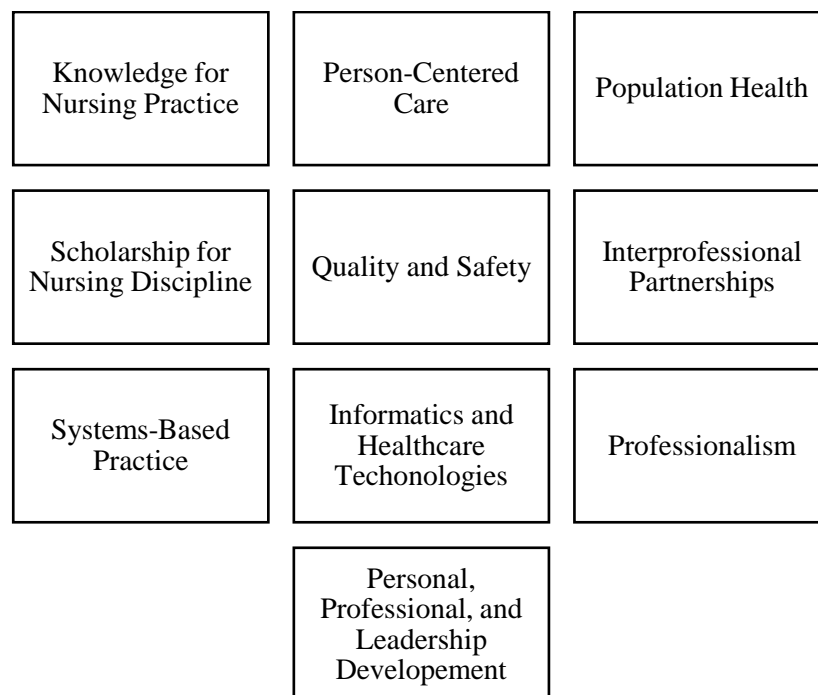 Knowledge for
Nursing Practice
Person-Centered
Care
Population Health
Scholarship for
Nursing Discipline
Quality and Safety
Interprofessional
Partnerships
Systems-Based
Practice
Informatics and
Healthcare
Techonologies
Professionalism
Personal,
Professional, and
Leadership
Developement